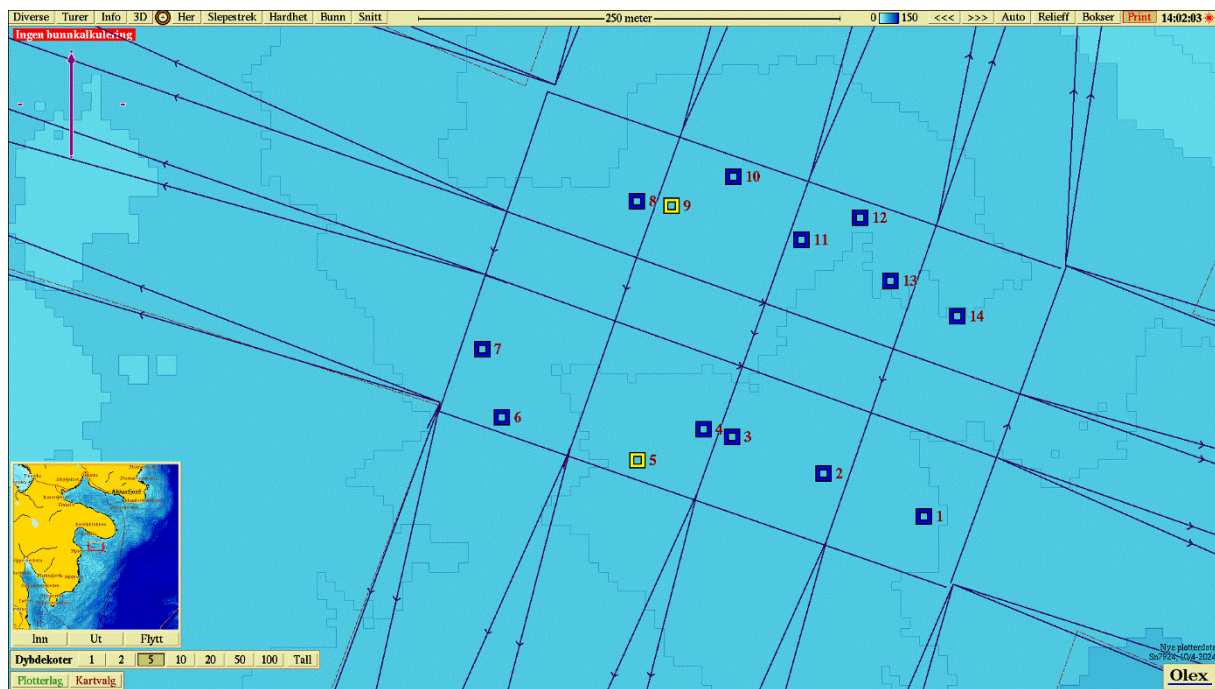 Diverse Turer Info 3D Her Slepestrek Hardhet Bunn Snitt 250 meter 0 150 <<< >>> Auto Relieff Bokser Print 14:02:03
Ingen bunnkalkulering
10
8 9
12
11
13
14
7
6
4
3
5
2
1
Inn Ut Flytt
Dybdekoter 1 2 5 10 20 50 100 Tall
Plotterlag Kartvalg
Nye plotterdata
Olex